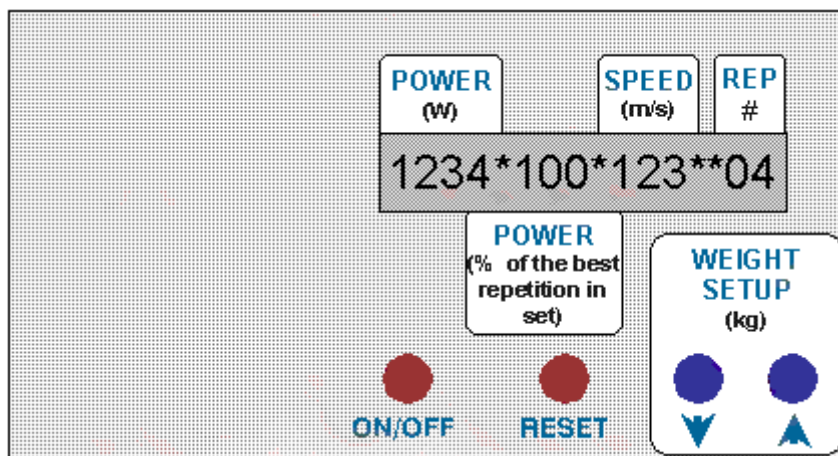 POWER
(W)
SPEED
(m/s)
REP
#
1234*100*123**04
POWER
(% of the best
repetition in
set)
WEIGHT
SETUP
(kg)
ON/OFF
RESET